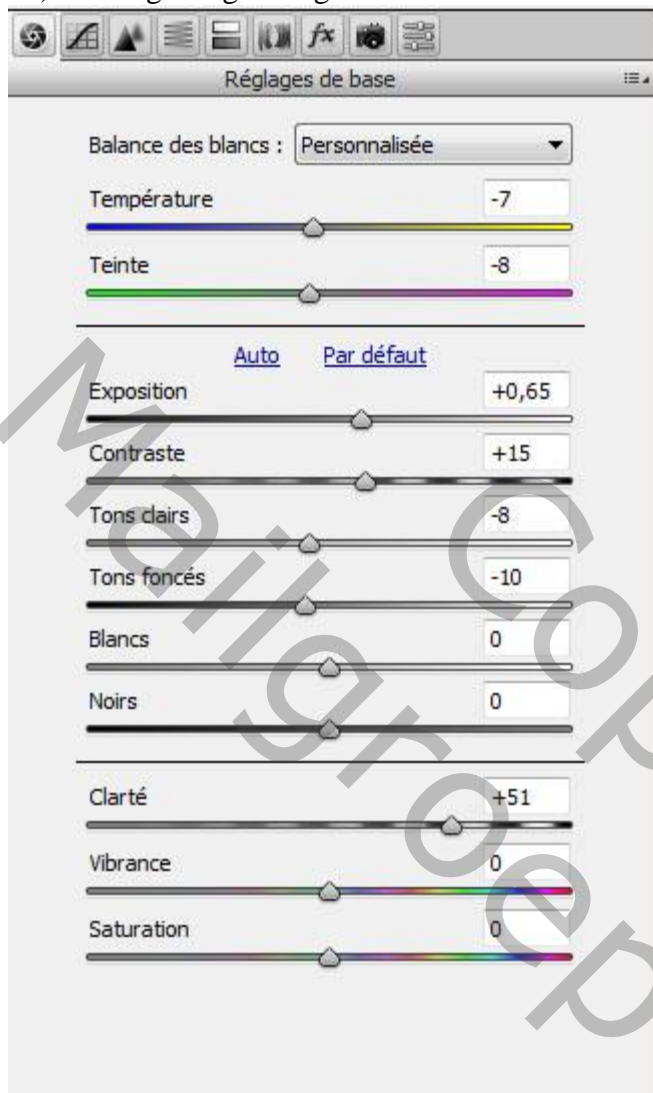 fx
Réglages de base
Balance des blancs : Personnalisée
Température -7
Teinte -8
Auto Par défaut
Exposition +0,65
Contraste +15
Tons clairs -8
Tons foncés -10
Blancs 0
Noirs 0
Clarté +51
Vibrance 0
Saturation 0